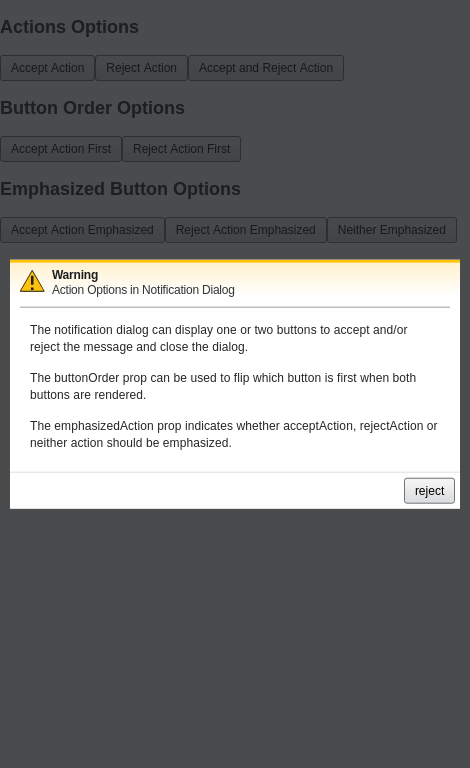 Actions Options
Accept Action Reject Action Accept and Reject Action
Button Order Options
Accept Action First Reject Action First
Emphasized Button Options
Accept Action Emphasized Reject Action Emphasized Neither Emphasized
Warning
Action Options in Notification Dialog
The notification dialog can display one or two buttons to accept and/or
reject the message and close the dialog.
The buttonOrder prop can be used to flip which button is first when both
buttons are rendered.
The emphasizedAction prop indicates whether acceptAction, rejectAction or
neither action should be emphasized.
reject